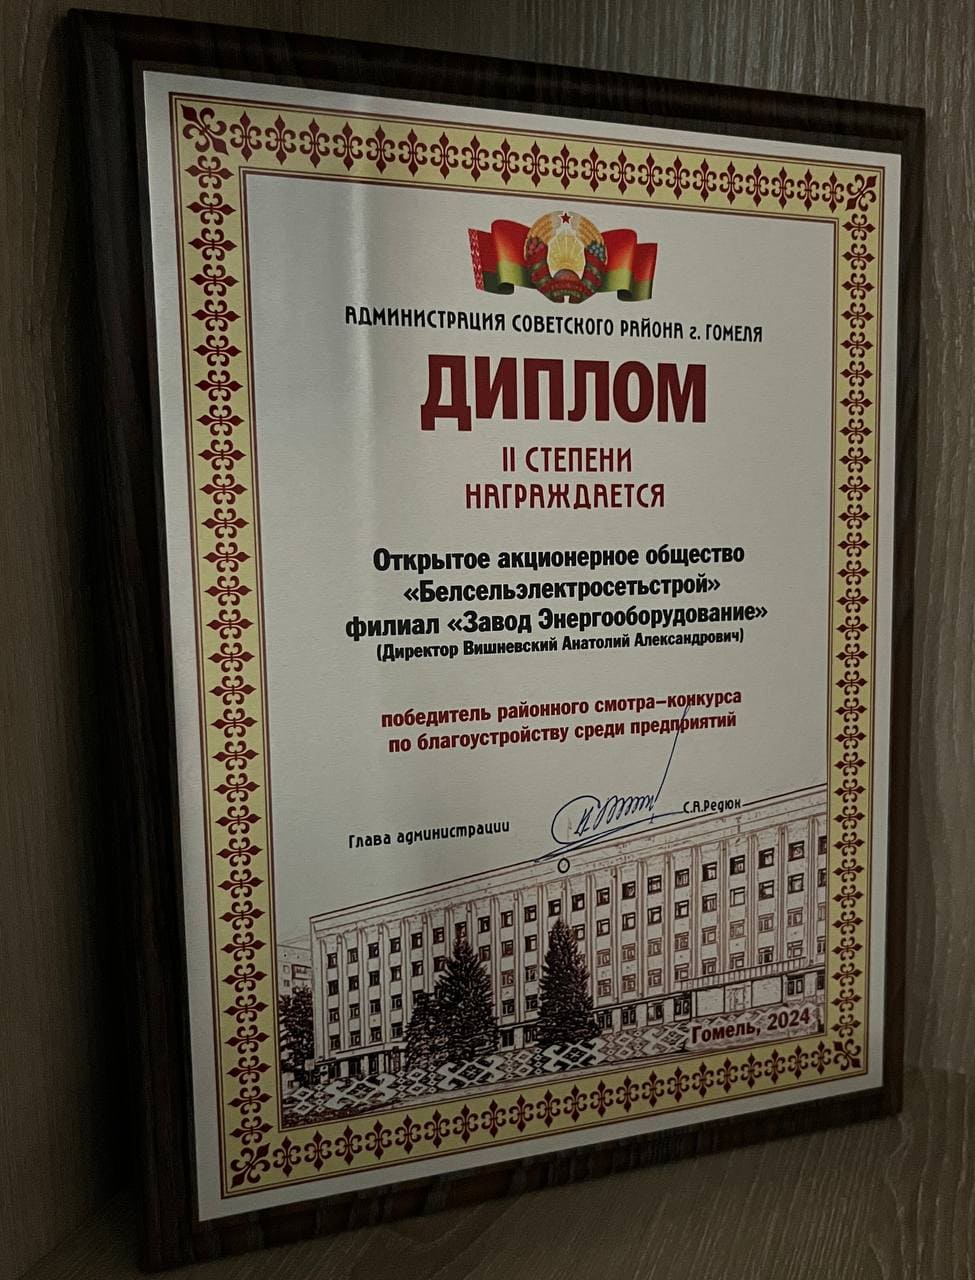 АДМИНИСТРАЦИЯ СОВЕТСКОГО РАЙОНА г. ГОМЕЛЯ
ДИПЛОМ
II СТЕПЕНИ
НАГРАЖДАЕТСЯ
Открытое акционерное общество
«Белсельэлектросетьстрой»
филиал «Завод Энергооборудование»
(Директор Вишневский Анатолий Александрович)
победитель районного смотра–конкурса
по благоустройству среди предприятий
Глава администрации
С.А.Редюк
Гомель, 2024